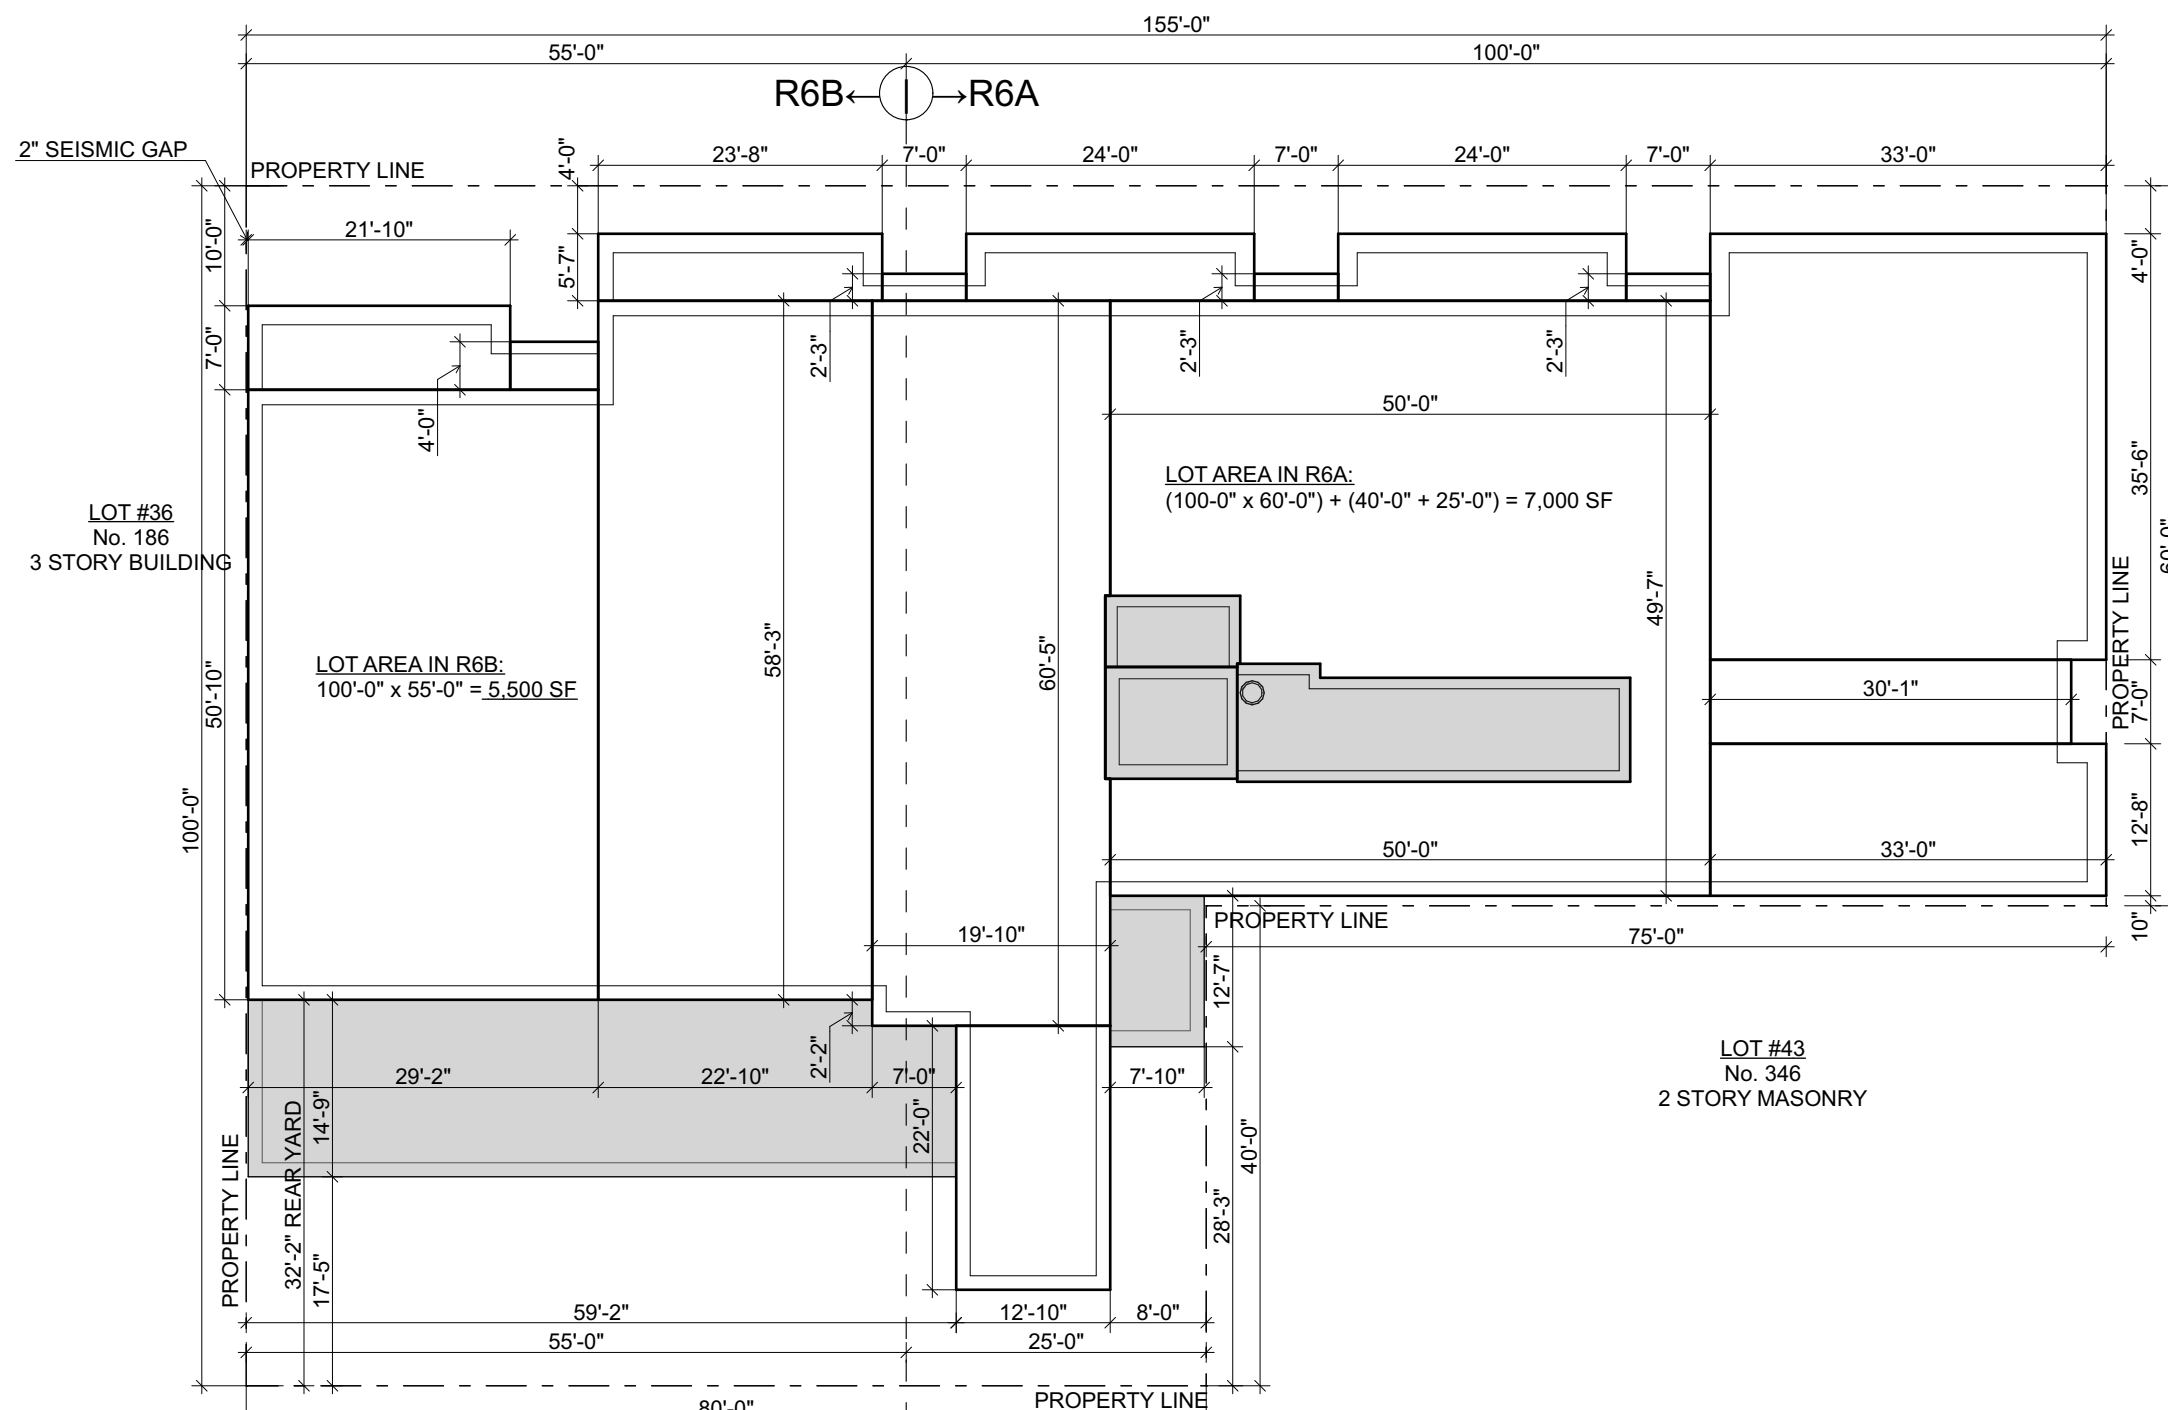 155'-0"
55'-0"
100'-0"
R6B
R6A
2" SEISMIC GAP
PROPERTY LINE
4'-0"
23'-8"
7'-0"
24'-0"
7'-0"
24'-0"
7'-0"
33'-0"
10'-0"
21'-10"
5'-7"
4'-0"
7'-0"
2'-3"
2'-3"
2'-3"
4'-0"
50'-0"
LOT AREA IN R6A:
(100-0" x 60'-0") + (40'-0" + 25'-0") = 7,000 SF
35'-6"
LOT #36
No. 186
3 STORY BUILDING
60'-0"
PROPERTY LINE
49'-7"
58'-3"
60'-5"
LOT AREA IN R6B:
100'-0" x 55'-0" = 5,500 SF
50'-10"
30'-1"
7'-0"
100'-0"
12'-8"
50'-0"
33'-0"
PROPERTY LINE
10"
19'-10"
75'-0"
12'-7"
2'-2"
LOT #43
No. 346
2 STORY MASONRY
29'-2"
22'-10"
7'-0"
7'-10"
22'-0"
14'-9"
40'-0"
PROPERTY LINE
32'-2" REAR YARD
17'-5"
28'-3"
59'-2"
12'-10"
8'-0"
55'-0"
25'-0"
PROPERTY LINE
80'-0"